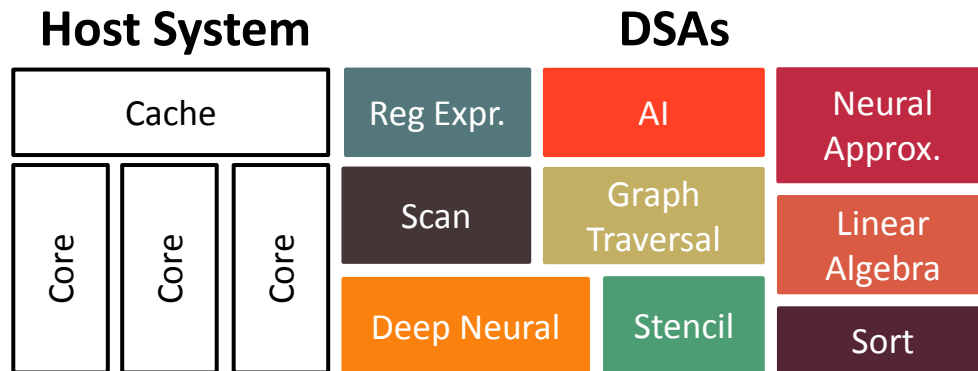 Host System
DSAs
Cache
Core
Core
Core
Reg Expr.
AI
Neural
Approx.
Scan
Graph
Traversal
Linear
Algebra
Deep Neural
Stencil
Sort